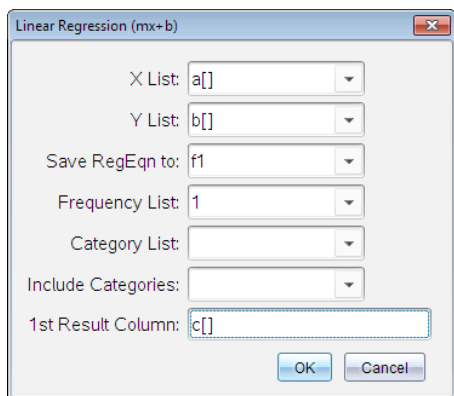 Linear Regression (mx+b)
X List: a[]
Y List: b[]
Save RegEqn to: f1
Frequency List: 1
Category List:
Include Categories:
1st Result Column: c[]
OK Cancel